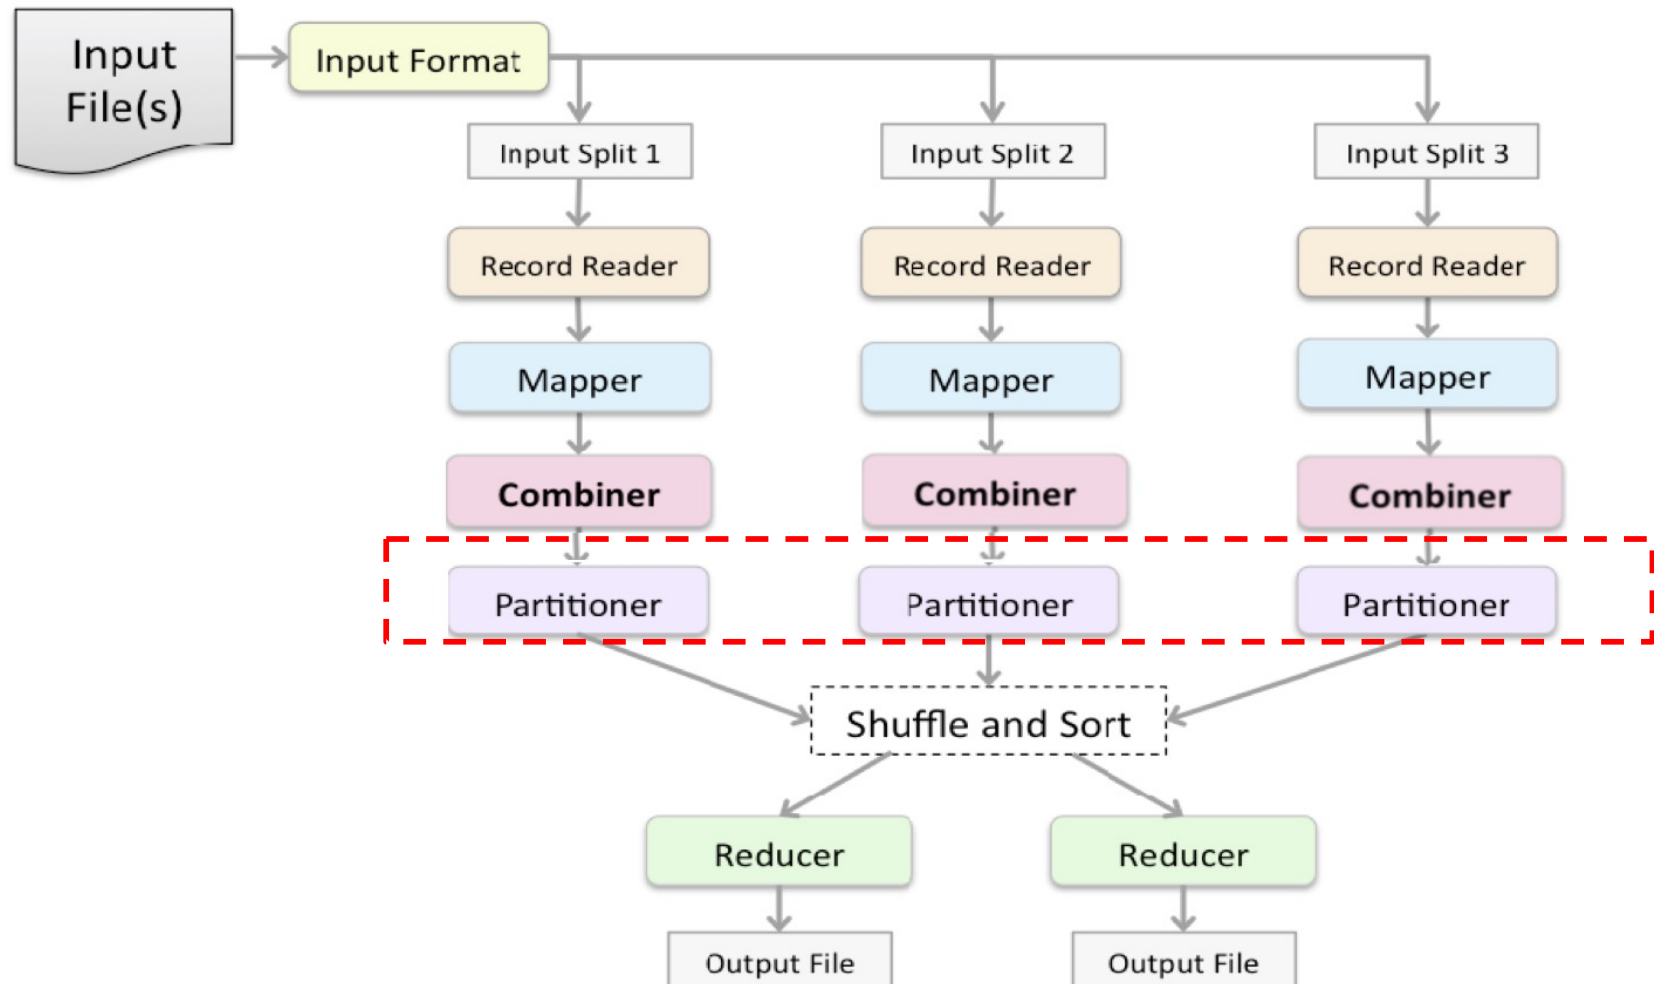 Input
File(s)
Input Format
Input Split 1
Input Split 2
Input Split 3
Record Reader
Record Reader
Record Reader
Mapper
Mapper
Mapper
Combiner
Combiner
Combiner
Partitioner
Partitioner
Partitioner
Shuffle and Sort
Reducer
Reducer
Output File
Output File